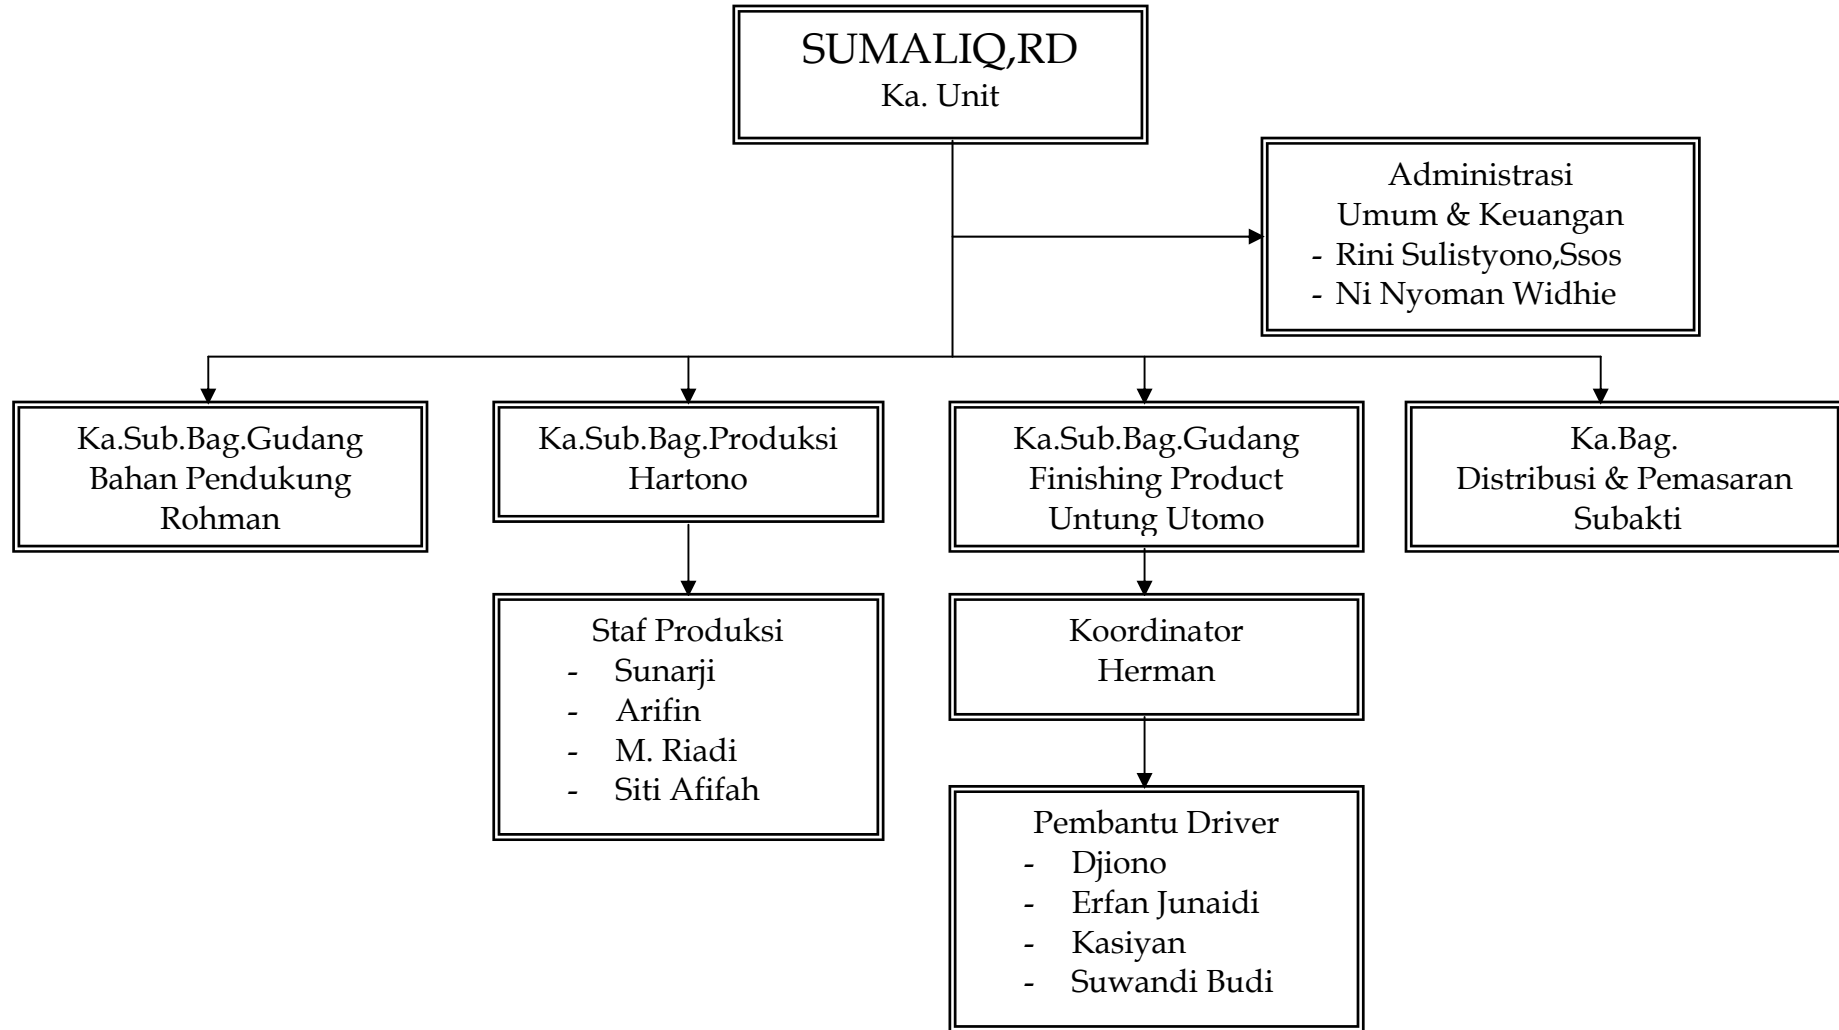 SUMALIQ,RD
Ka. Unit
Administrasi
Umum & Keuangan
- Rini Sulistyono,Ssos
- Ni Nyoman Widhie
Ka.Sub.Bag.Gudang
Bahan Pendukung
Rohman
Ka.Sub.Bag.Produksi
Hartono
Ka.Sub.Bag.Gudang
Finishing Product
Untung Utomo
Ka.Bag.
Distribusi & Pemasaran
Subakti
Staf Produksi
- Sunarji
- Arifin
- M. Riadi
- Siti Afifah
Koordinator
Herman
Pembantu Driver
- Djiono
- Erfan Junaidi
- Kasiyan
- Suwandi Budi